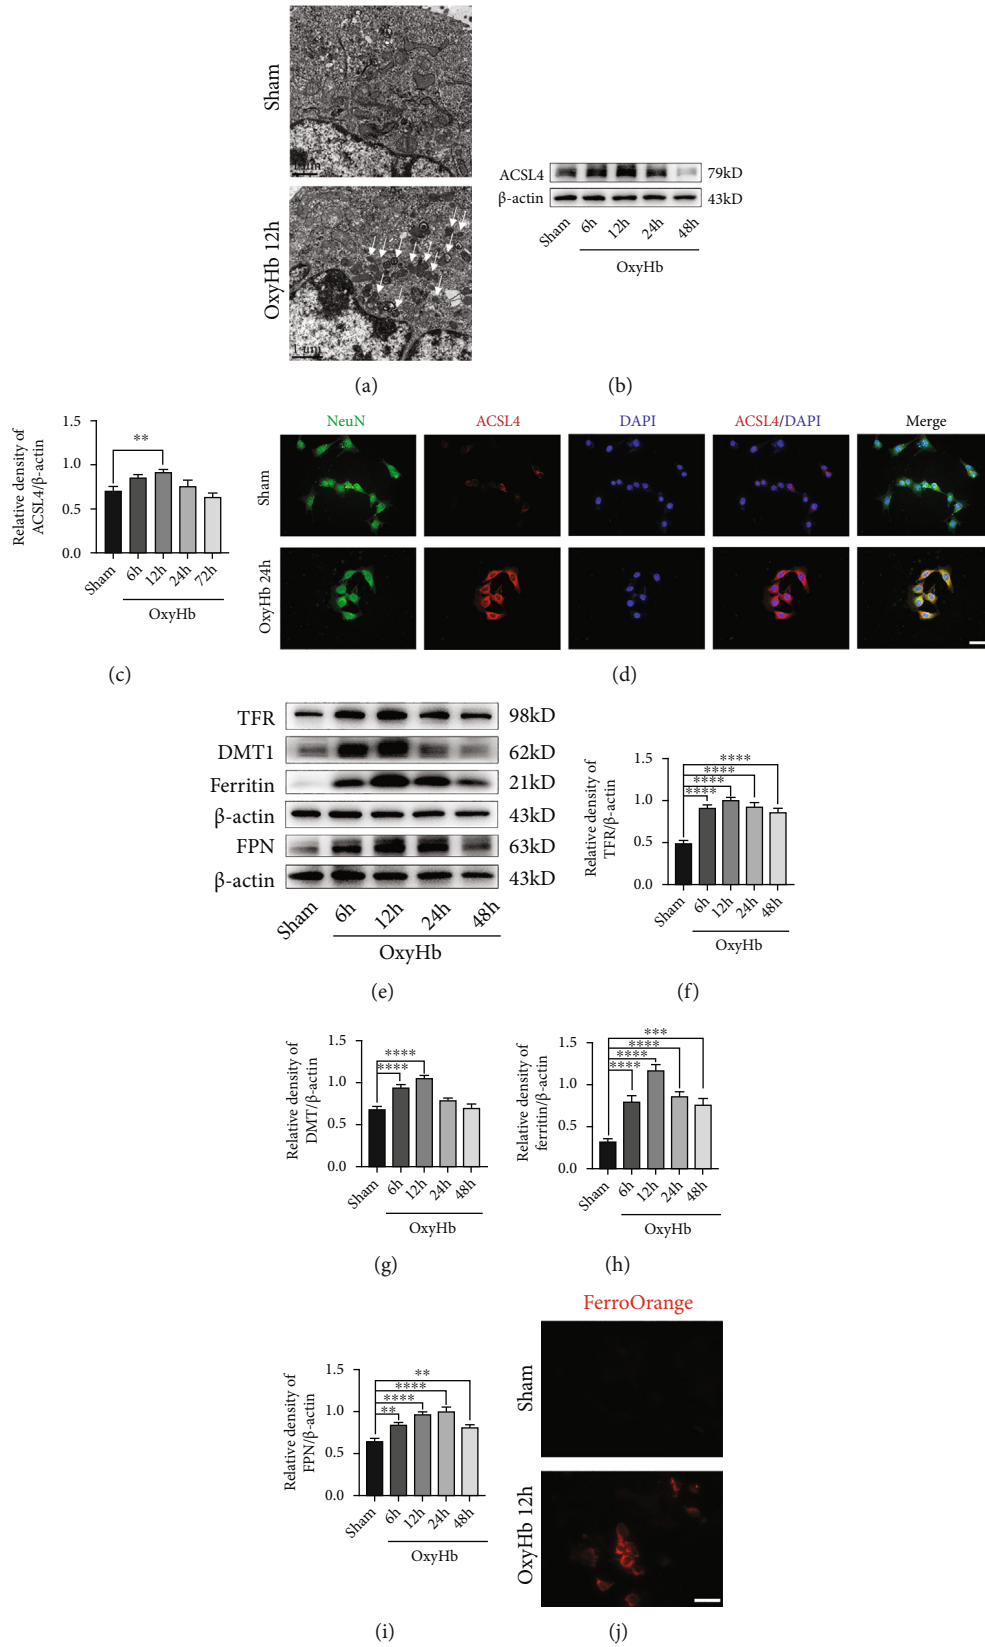 Sham
1 um
OxyHb 12h
1 um
(a)
ACSL4
79kD
β-actin
43kD
Sham
6h
12h
24h
48h
OxyHb
(b)
Relative density of
ACSL4/β-actin
1.5
1.0
0.5
0.0
**
Sham
6h
12h
24h
72h
OxyHb
(c)
NeuN
ACSL4
DAPI
ACSL4/DAPI
Merge
Sham
OxyHb 24h
(d)
TFR
98kD
DMT1
62kD
Ferritin
21kD
β-actin
43kD
FPN
63kD
β-actin
43kD
Sham
6h
12h
24h
48h
OxyHb
(e)
Relative density of
TFR/β-actin
1.5
1.0
0.5
0.0
****
****
****
****
Sham
6h
12h
24h
48h
OxyHb
(f)
Relative density of
DMT/β-actin
1.5
1.0
0.5
0.0
****
****
Sham
6h
12h
24h
48h
OxyHb
(g)
Relative density of
ferritin/β-actin
1.5
1.0
0.5
0.0
***
****
****
****
Sham
6h
12h
24h
48h
OxyHb
(h)
Relative density of
FPN/β-actin
1.5
1.0
0.5
0.0
**
****
****
**
Sham
6h
12h
24h
48h
OxyHb
(i)
FerroOrange
Sham
OxyHb 12h
(j)